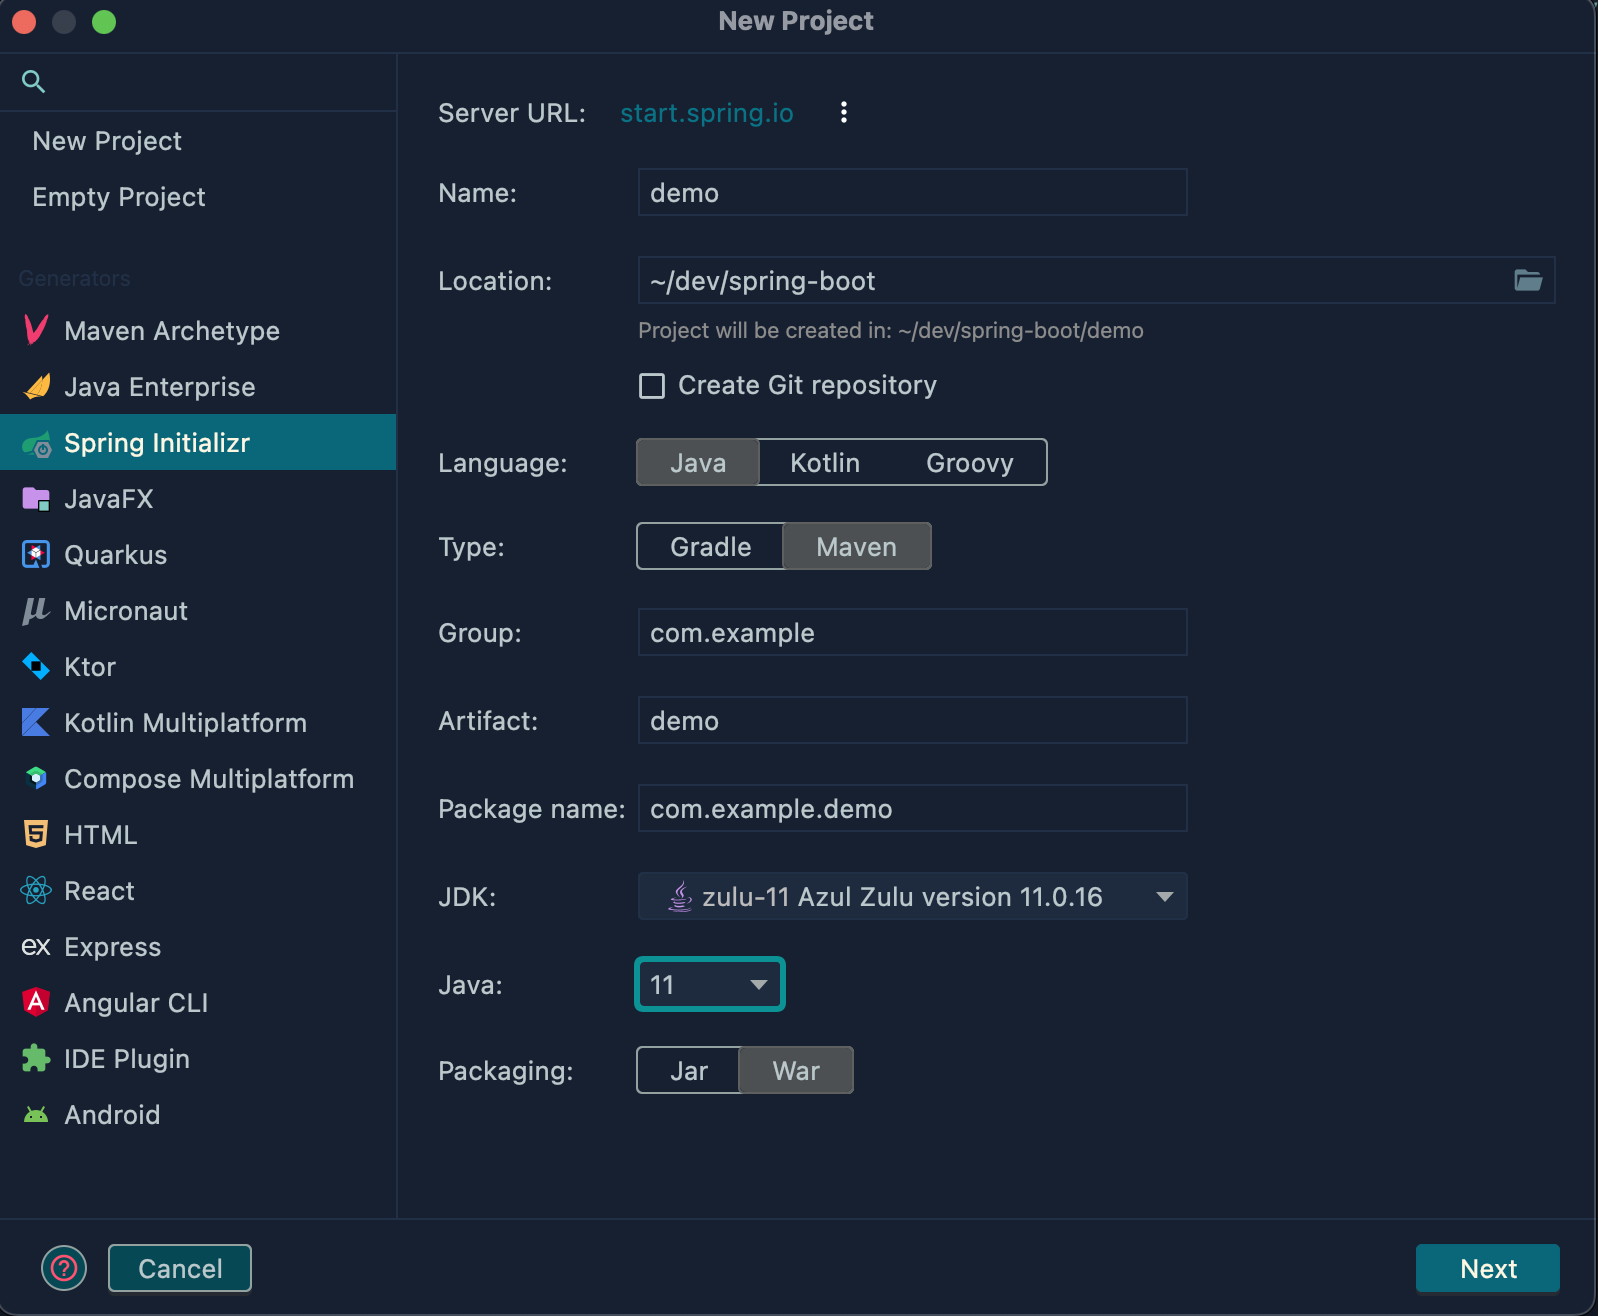 New Project
New Project
Empty Project
Generators
Maven Archetype
Java Enterprise
Spring Initializr
JavaFX
Quarkus
Micronaut
Ktor
Kotlin Multiplatform
Compose Multiplatform
HTML
React
ex Express
Angular CLI
IDE Plugin
Android
Server URL: start.spring.io
Name: demo
Location: ~/dev/spring-boot
Project will be created in: ~/dev/spring-boot/demo
Create Git repository
Language: Java Kotlin Groovy
Type: Gradle Maven
Group: com.example
Artifact: demo
Package name: com.example.demo
JDK: zulu-11 Azul Zulu version 11.0.16
Java: 11
Packaging: Jar War
? Cancel Next